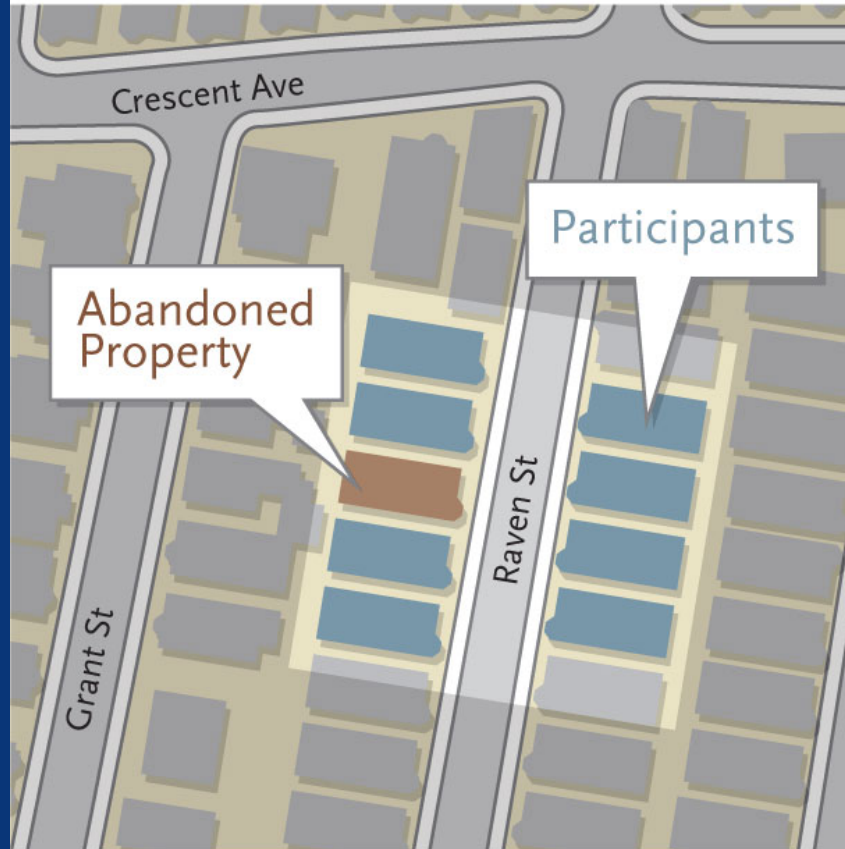 Crescent Ave
Participants
Abandoned
Property
Raven St
Grant St